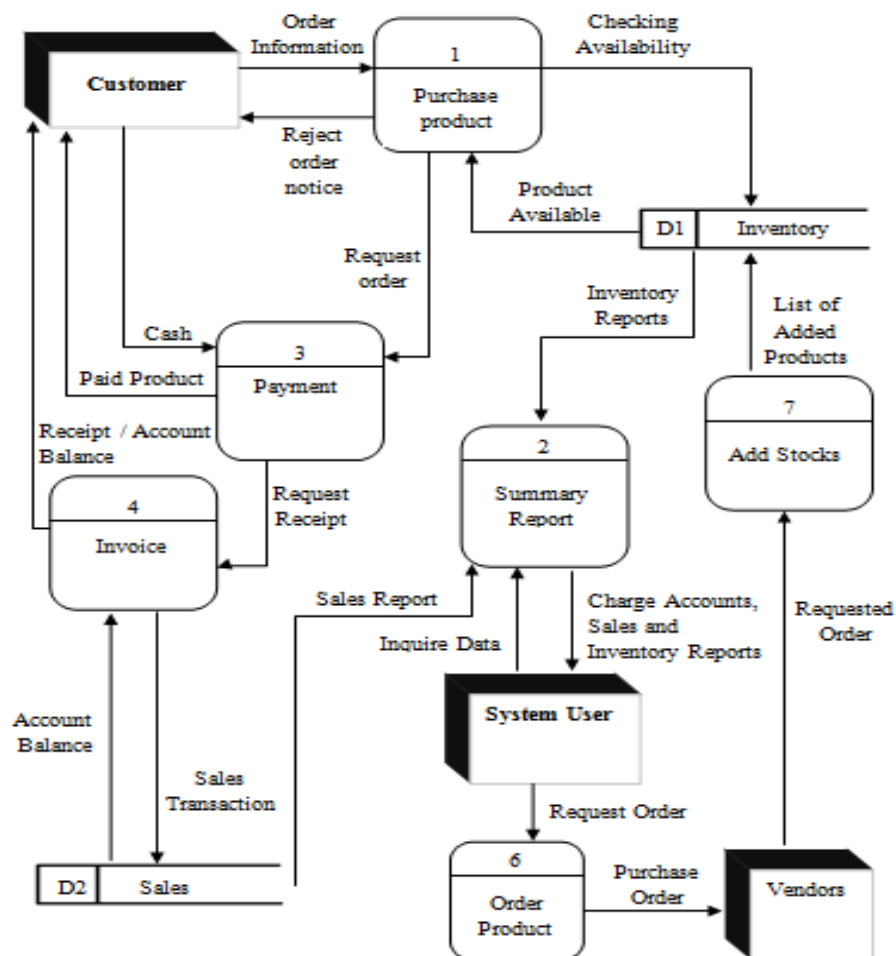 Order
Information
Checking
Availability
1
Customer
Purchase
product
Reject
order
notice
Product
Available
D1
Inventory
Request
order
Inventory
Reports
List of
Added
Products
Cash
3
Paid Product
Payment
7
Receipt / Account
Balance
2
Add Stocks
4
Request
Receipt
Summary
Report
Invoice
Sales Report
Charge Accounts,
Sales and
Inventory Reports
Requested
Order
Inquire Data
System User
Account
Balance
Sales
Transaction
Request Order
6
D2
Sales
Purchase
Order
Vendors
Order
Product